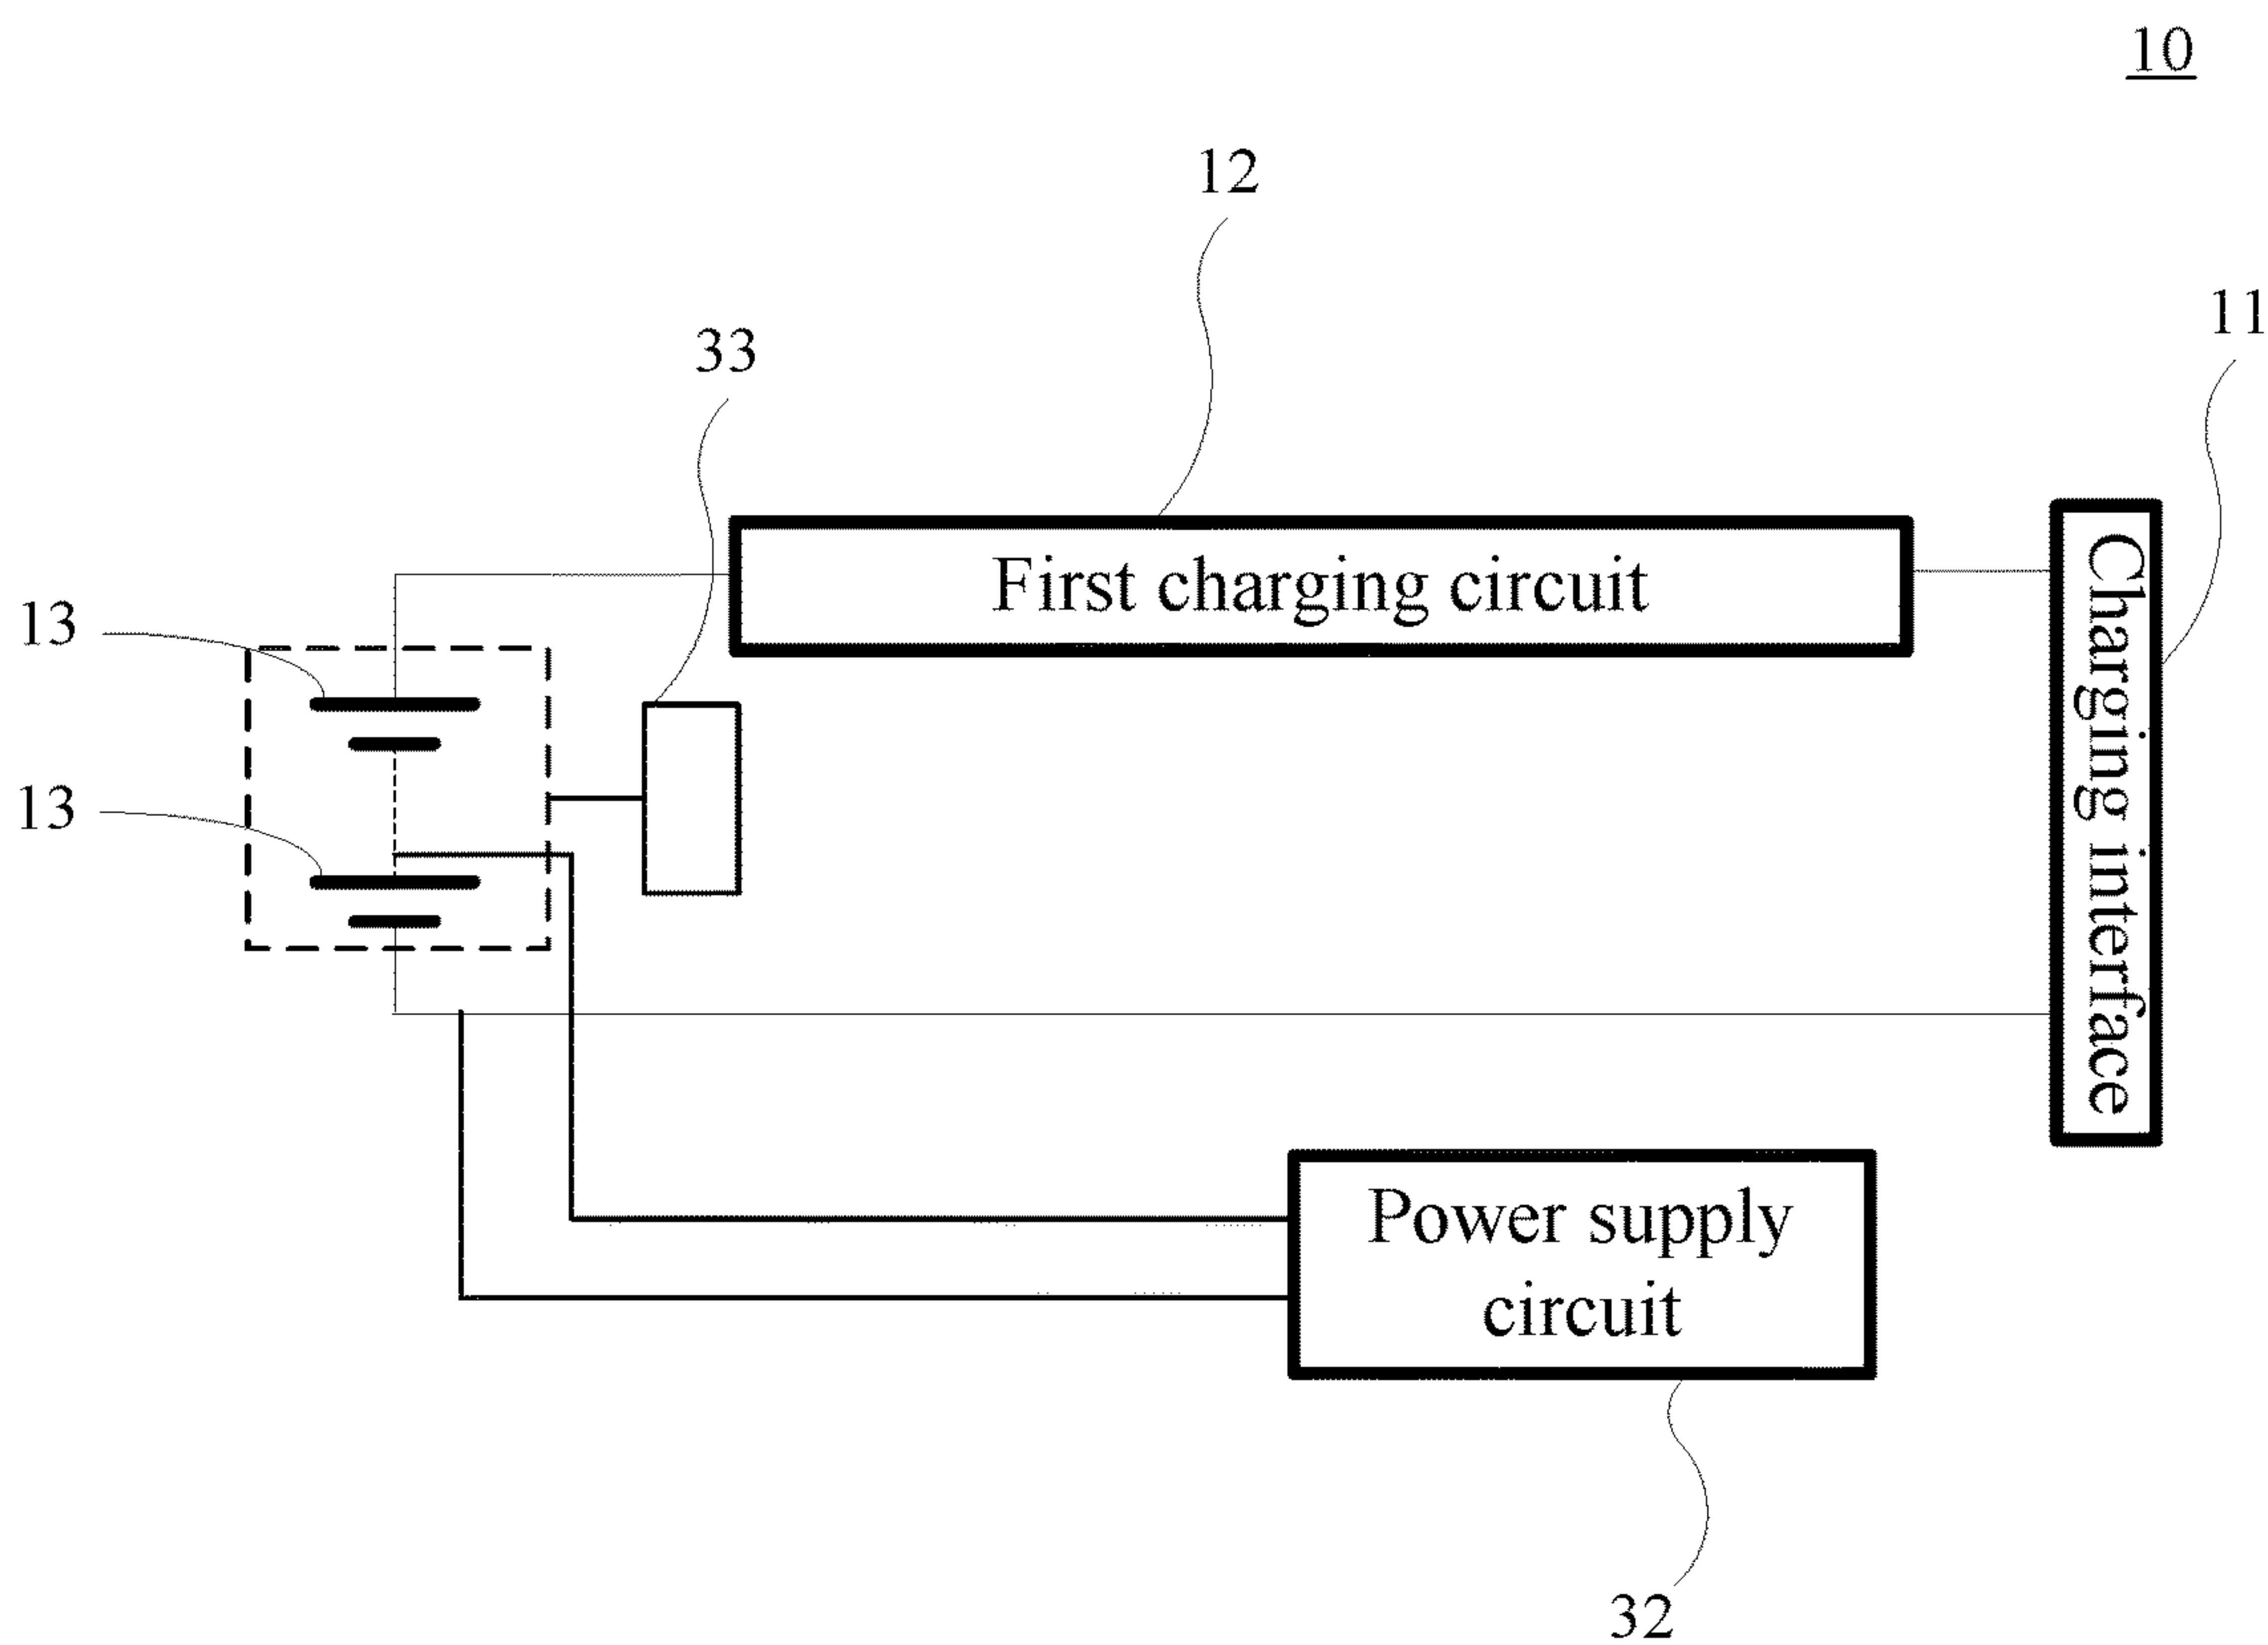 10
12
11
33
First charging circuit
13
Charging interface
13
Power supply
circuit
32